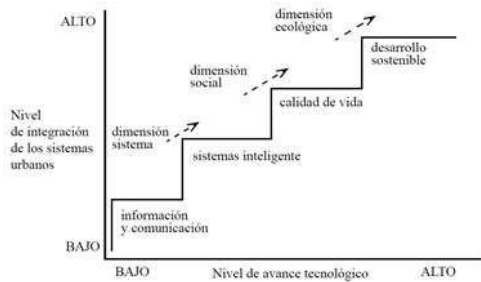 ALTO
dimensión
ecológica
desarrollo
sostenible
dimensión
social
calidad de vida
Nivel
de integración
de los sistemas
urbanos
dimensión
sistema
sistemas inteligente
información
y comunicación
BAJO
BAJO
Nivel de avance tecnológico
ALTO